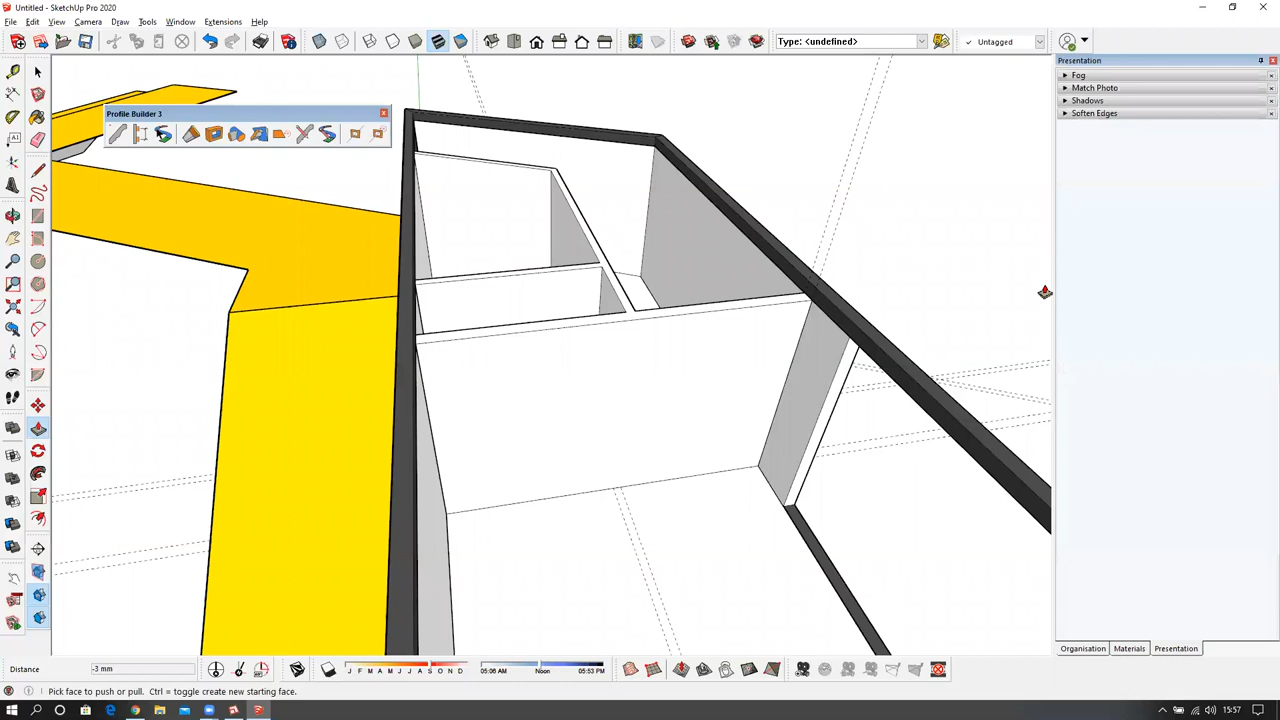 Untitled - SketchUp Pro 2020
File Edit View Camera Draw Tools Window Extensions Help
Type: <undefined>
Untagged
Presentation
Fog
Match Photo
Shadows
Soften Edges
Profile Builder 3
Organisation Materials Presentation
Distance -3 mm
J F M A M J J A S O N D
05:06 AM Noon 05:53 PM
Pick face to push or pull. Ctrl = toggle create new starting face.
15:57